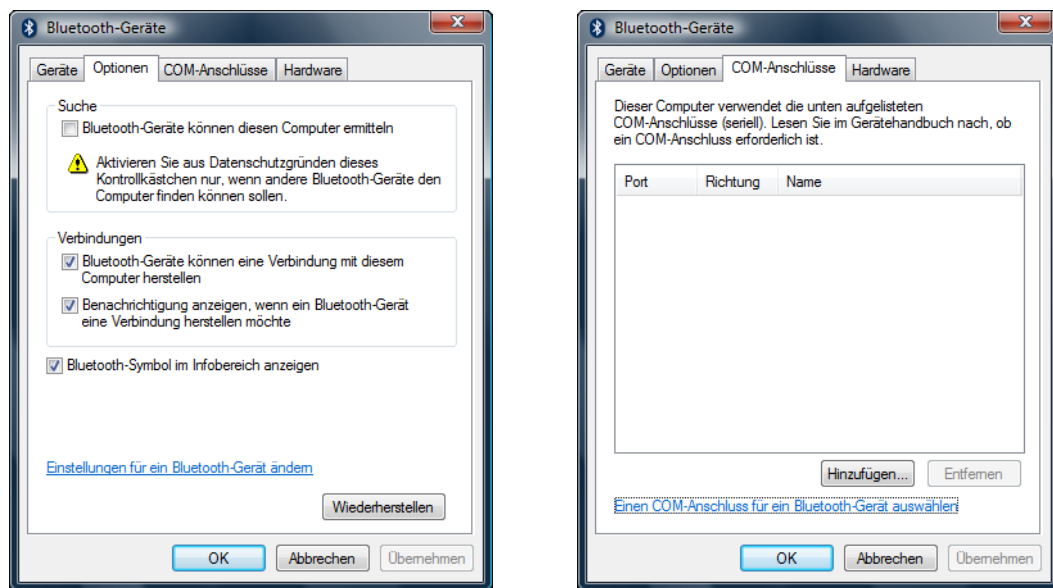 Bluetooth-Geräte
Geräte Optionen COM-Anschlüsse Hardware
Suche
Bluetooth-Geräte können diesen Computer ermitteln
Aktivieren Sie aus Datenschutzgründen dieses
Kontrollkästchen nur, wenn andere Bluetooth-Geräte den
Computer finden können sollen.
Verbindungen
Bluetooth-Geräte können eine Verbindung mit diesem
Computer herstellen
Benachrichtigung anzeigen, wenn ein Bluetooth-Gerät
eine Verbindung herstellen möchte
Bluetooth-Symbol im Infobereich anzeigen
Einstellungen für ein Bluetooth-Gerät ändern
Wiederherstellen
OK Abbrechen Übernehmen
Bluetooth-Geräte
Geräte Optionen COM-Anschlüsse Hardware
Dieser Computer verwendet die unten aufgelisteten
COM-Anschlüsse (seriell). Lesen Sie im Gerätehandbuch nach, ob
ein COM-Anschluss erforderlich ist.
Port Richtung Name
Hinzufügen... Entfernen
Einen COM-Anschluss für ein Bluetooth-Gerät auswählen
OK Abbrechen Übernehmen